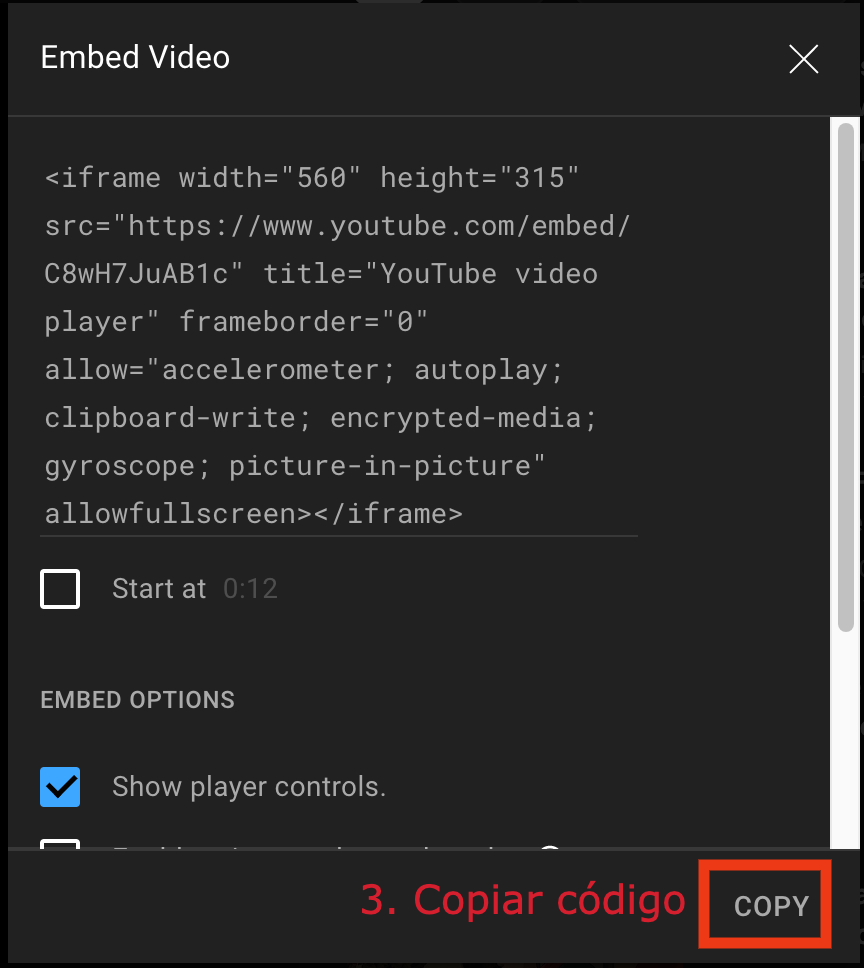 Embed Video
<iframe width="560" height="315"
src="https://www.youtube.com/embed/
C8wH7JuAB1c" title="YouTube video
player" frameborder="0"
allow="accelerometer; autoplay;
clipboard-write; encrypted-media;
gyroscope; picture-in-picture"
allowfullscreen></iframe>
Start at 0:12
EMBED OPTIONS
Show player controls.
3. Copiar código COPY